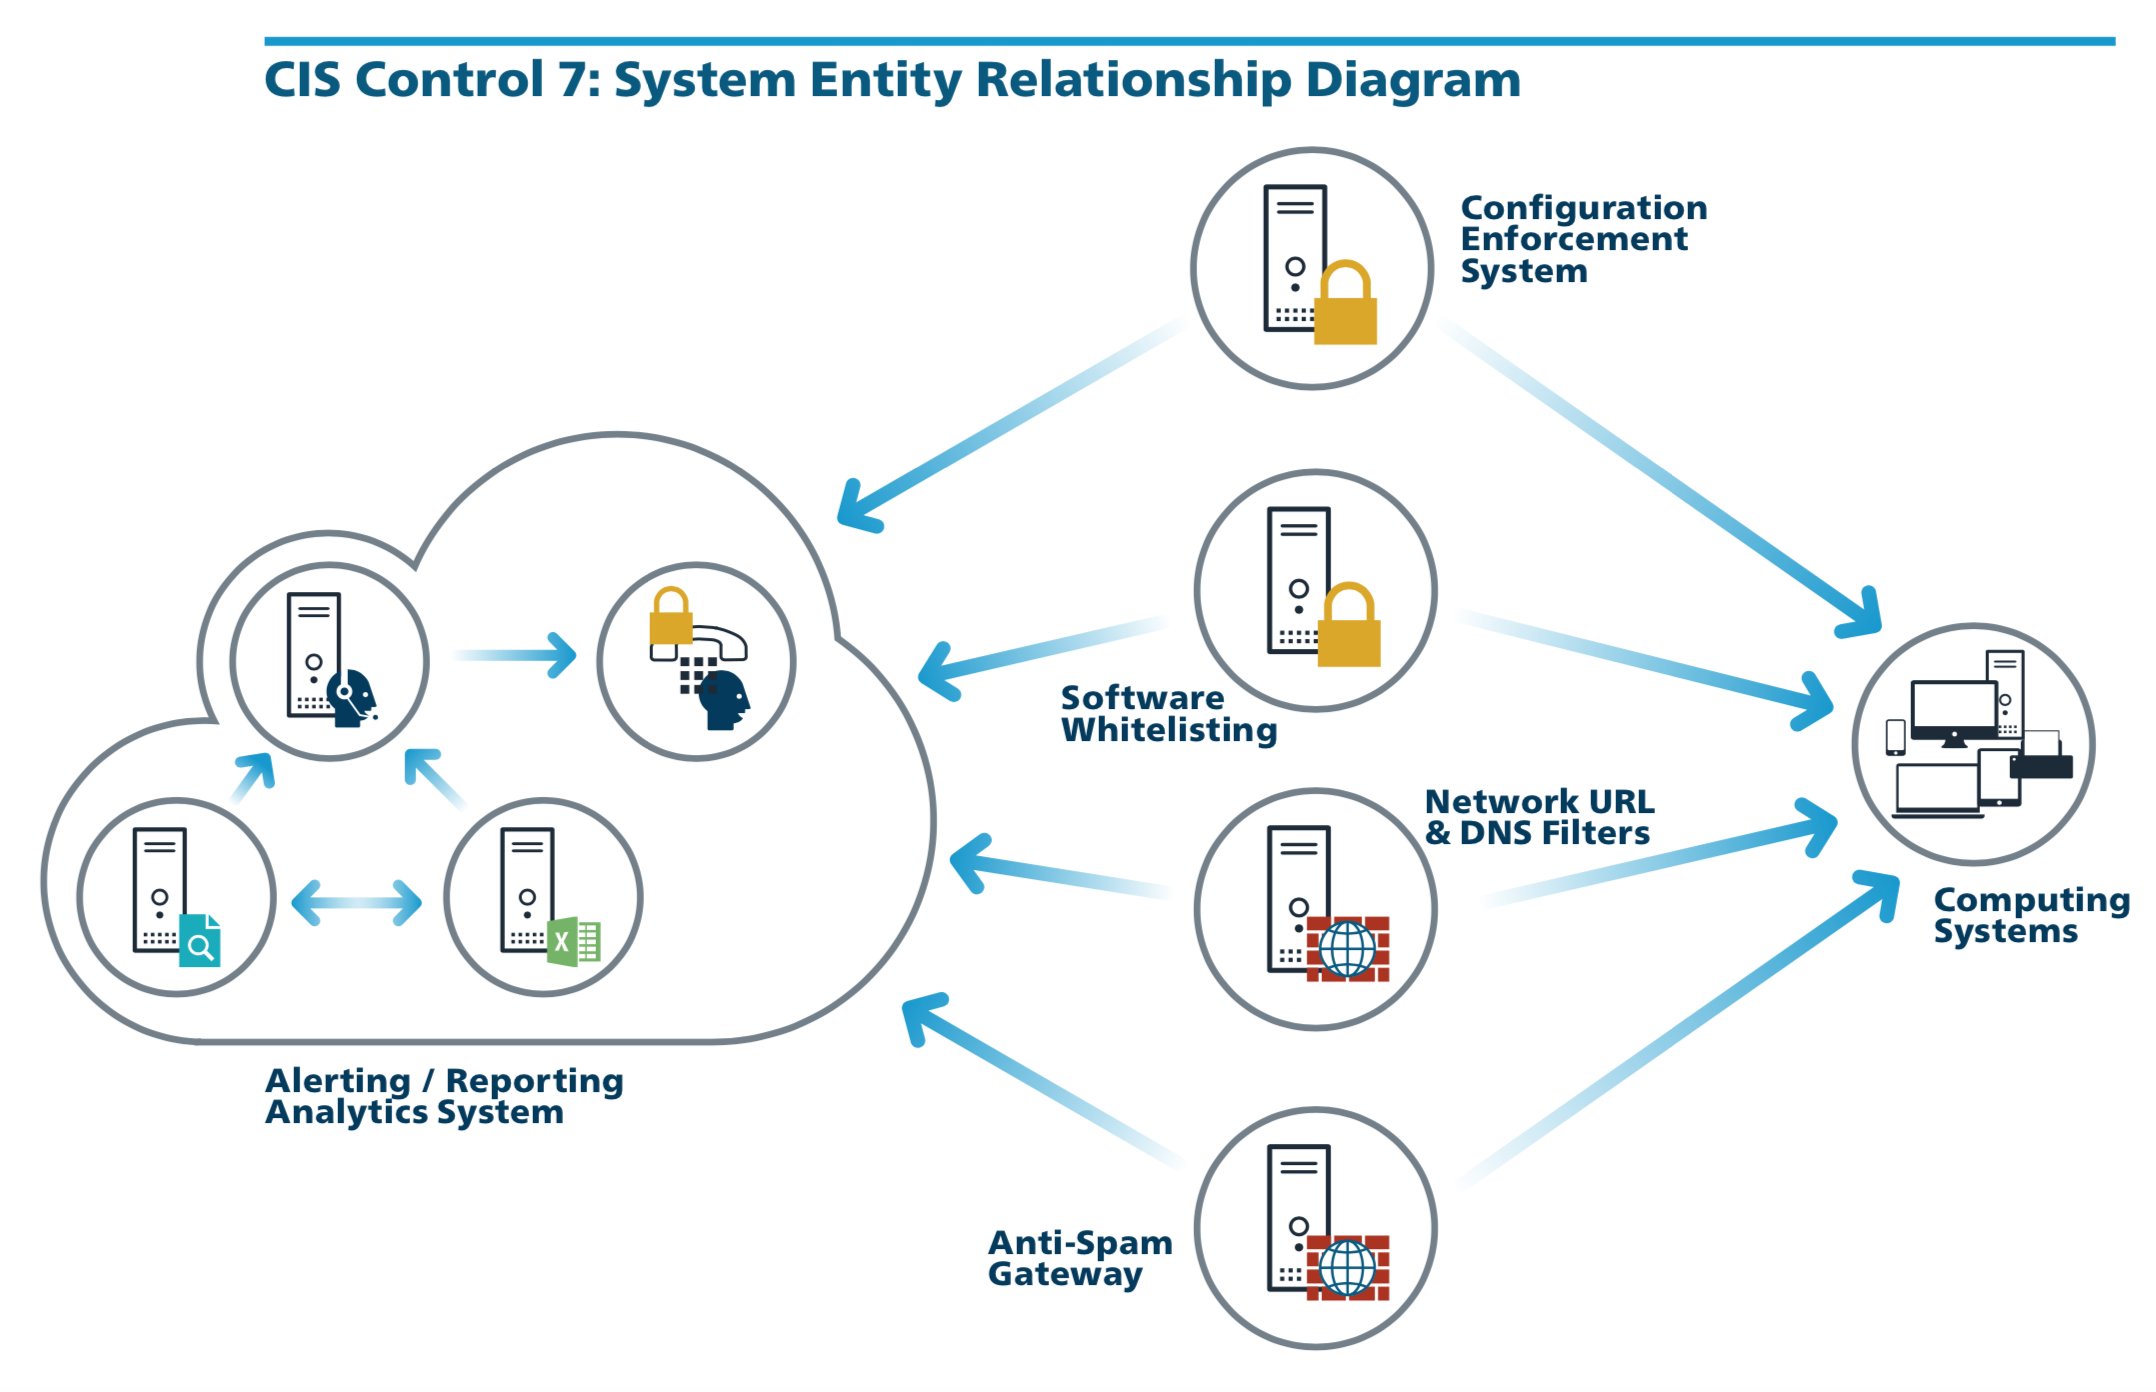 CIS Control 7: System Entity Relationship Diagram
Configuration
Enforcement
System
Software
Whitelisting
Network URL
& DNS Filters
Computing
Systems
X
Alerting / Reporting
Analytics System
Anti-Spam
Gateway